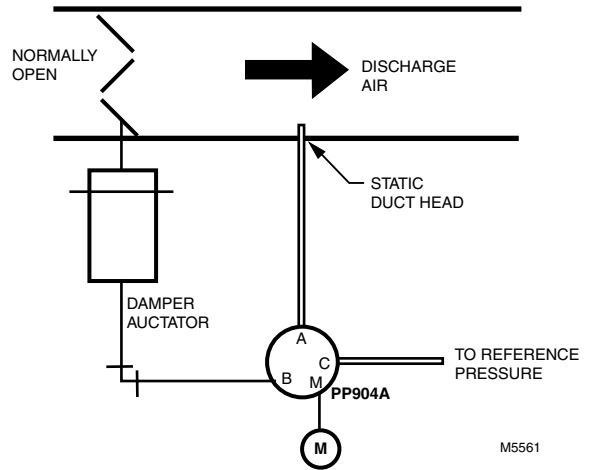 NORMALLY
OPEN
DISCHARGE
AIR
STATIC
DUCT HEAD
DAMPER
AUCTATOR
A
C
B
M
PP904A
TO REFERENCE
PRESSURE
M
M5561